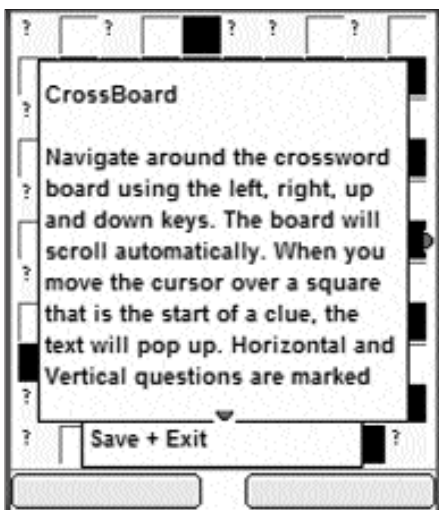 ? ? ? ? ?
CrossBoard
?
Navigate around the crossword
board using the left, right, up
?
and down keys. The board will
scroll automatically. When you
?
move the cursor over a square
that is the start of a clue, the
text will pop up. Horizontal and
Vertical questions are marked
?
? Save + Exit ?